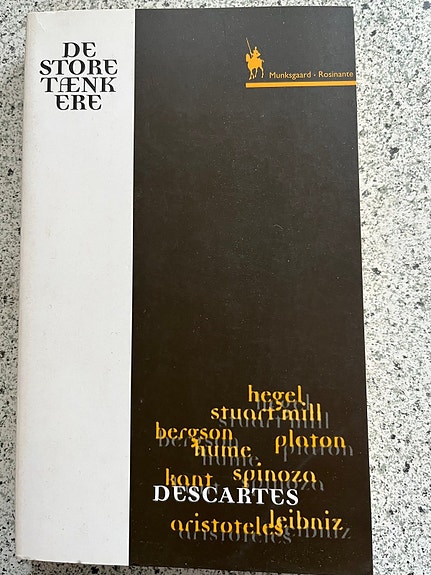 DE
STORE
TÆNK
ERE
Munksgaard · Rosinante
hegel
stuart mill
bergson platon
hume
spinoza
kant
DESCARTES
leibniz
aristoteles